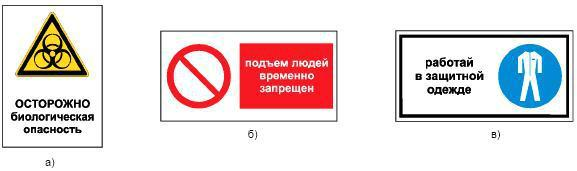 ОСТОРОЖНО
биологическая
опасность
а)
подъем людей
временно
запрещен
б)
работай
в защитной
одежде
в)